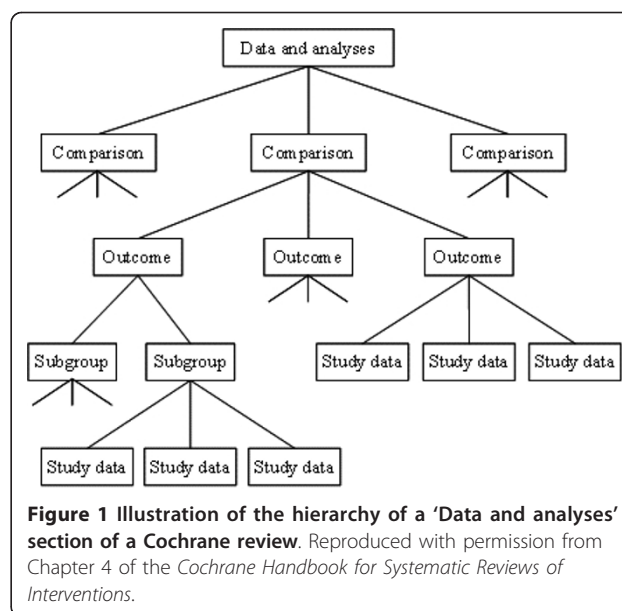 Data and analyses
Comparison Comparison Comparison
Outcome Outcome Outcome
Subgroup Subgroup Study data Study data Study data
Study data Study data Study data
Figure 1 Illustration of the hierarchy of a ‘Data and analyses’
section of a Cochrane review. Reproduced with permission from
Chapter 4 of the Cochrane Handbook for Systematic Reviews of
Interventions.